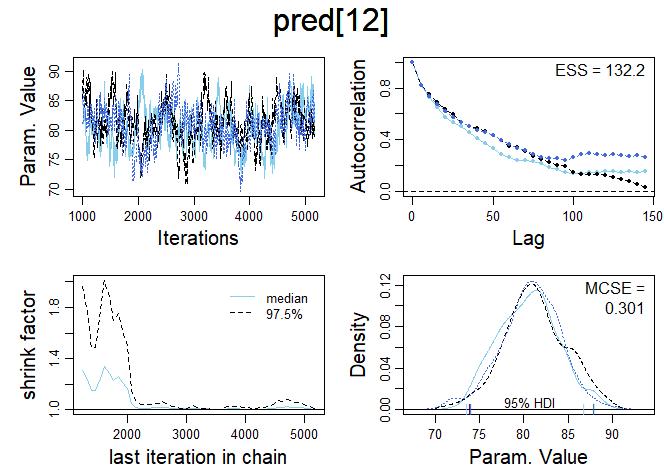 pred[12]
Param. Value
90
85
80
75
70
1000 2000 3000 4000 5000
Iterations
Autocorrelation
ESS = 132.2
0.8
0.4
0.0
0 50 100 150
Lag
shrink factor
median
97.5%
1.8
1.4
1.0
2000 3000 4000 5000
last iteration in chain
Density
MCSE =
0.301
0.12
0.08
0.04
0.00
95% HDI
70 75 80 85 90
Param. Value